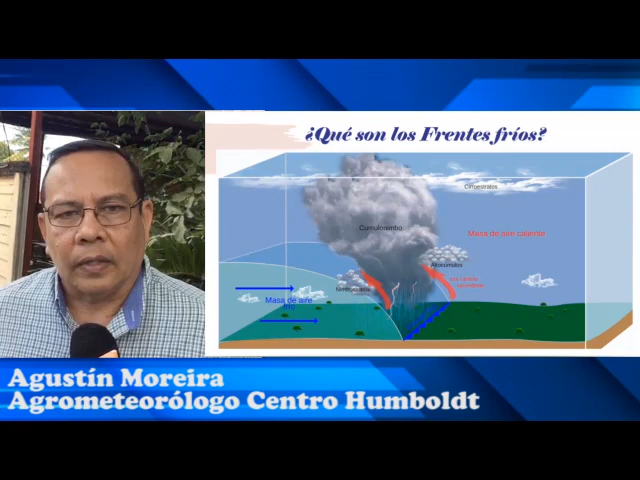 ¿Qué son los Frentes fríos?
Cirroestratos
Cumulonimbo
Masa de aire caliente
Altocúmulos
Masa de aire
frío
Agustín Moreira
Agrometeorólogo Centro Humboldt